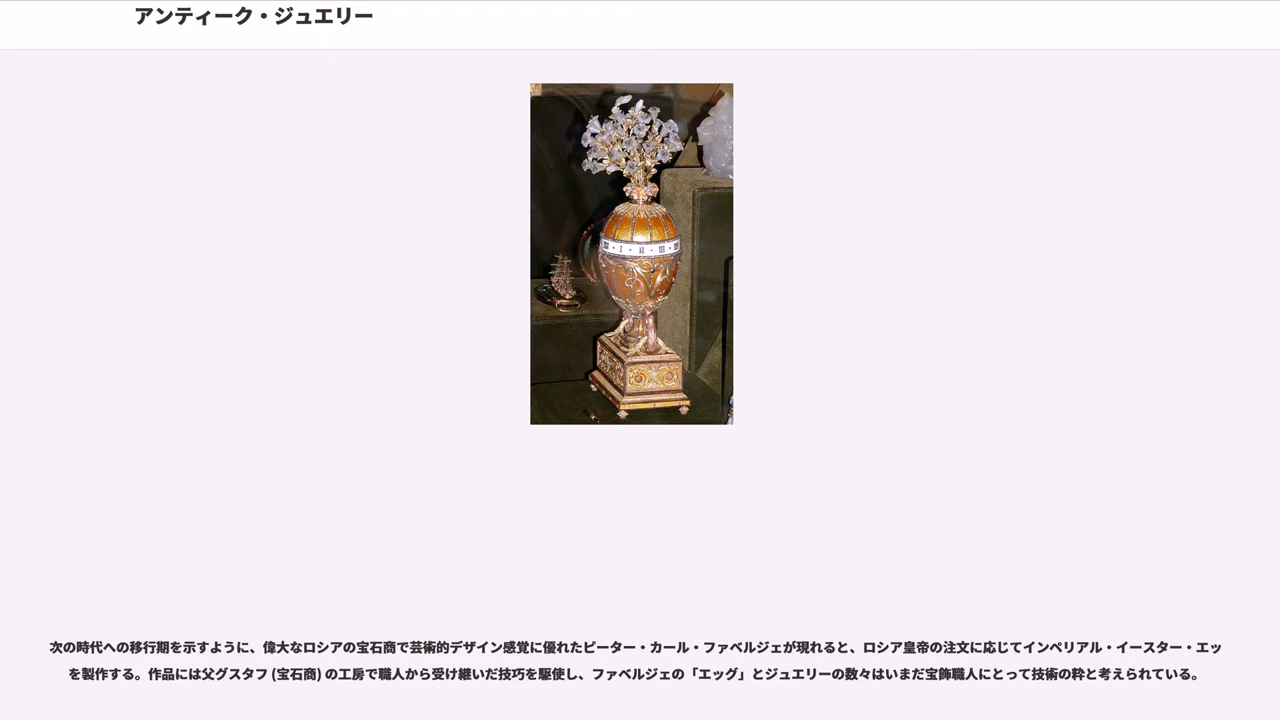 アンティーク・ジュエリー
次の時代への移行期を示すように、偉大なロシアの宝石商で芸術的デザイン感覚に優れたピーター・カール・ファベルジェが現れると、ロシア皇帝の注文に応じてインペリアル・イースター・エッ
を製作する。作品には父グスタフ (宝石商) の工房で職人から受け継いだ技巧を駆使し、ファベルジェの「エッグ」とジュエリーの数々はいまだ宝飾職人にとって技術の粋と考えられている。